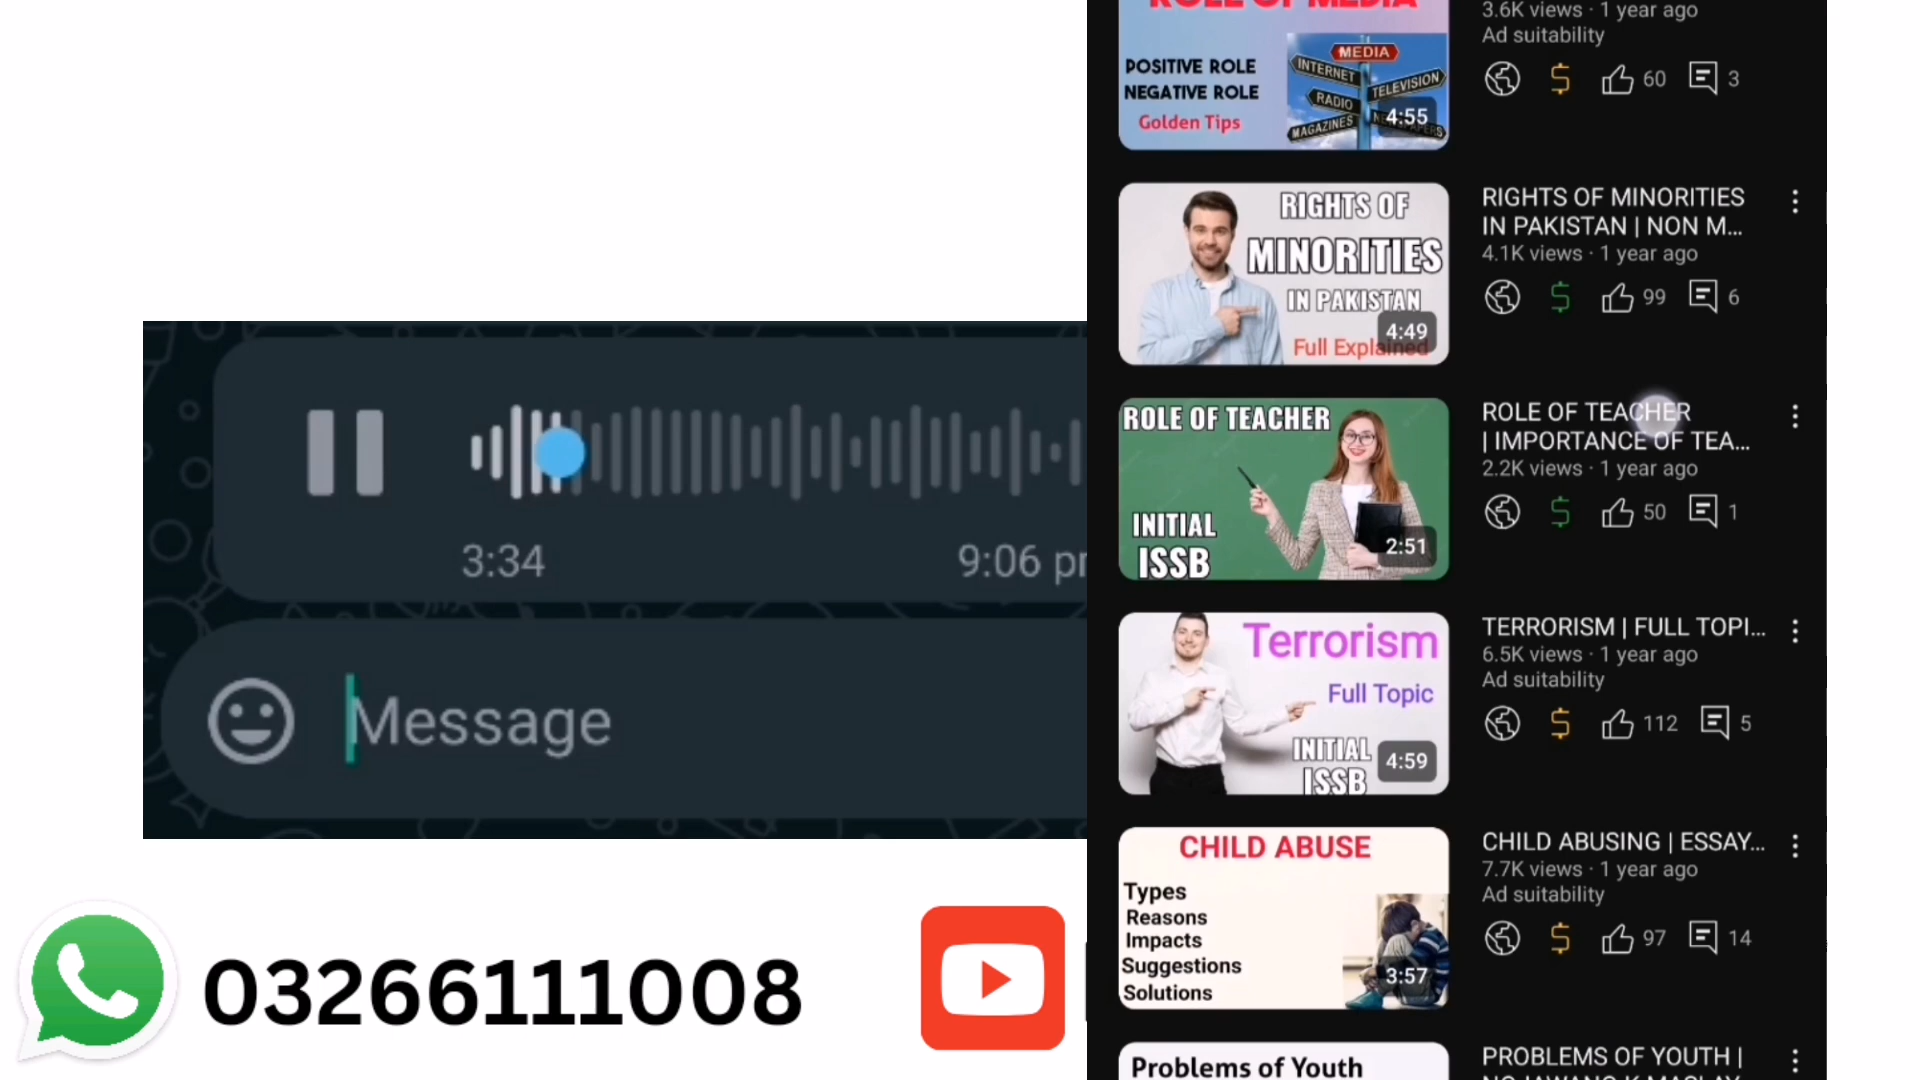 3:34
9:06
Message
03266111008
ROLE OF MEDIA
POSITIVE ROLE
NEGATIVE ROLE
Golden Tips
MEDIA
INTERNET
TELEVISION
RADIO
MAGAZINES
4:55
3.6K views · 1 year ago
Ad suitability
60
3
RIGHTS OF
MINORITIES
IN PAKISTAN
Full Explained
4:49
RIGHTS OF MINORITIES
IN PAKISTAN | NON M...
4.1K views · 1 year ago
99
6
ROLE OF TEACHER
INITIAL
ISSB
2:51
ROLE OF TEACHER
| IMPORTANCE OF TEA...
2.2K views · 1 year ago
50
1
Terrorism
Full Topic
INITIAL
ISSB
4:59
TERRORISM | FULL TOPI...
6.5K views · 1 year ago
Ad suitability
112
5
CHILD ABUSE
Types
Reasons
Impacts
Suggestions
Solutions
3:57
CHILD ABUSING | ESSAY...
7.7K views · 1 year ago
Ad suitability
97
14
Problems of Youth
PROBLEMS OF YOUTH |